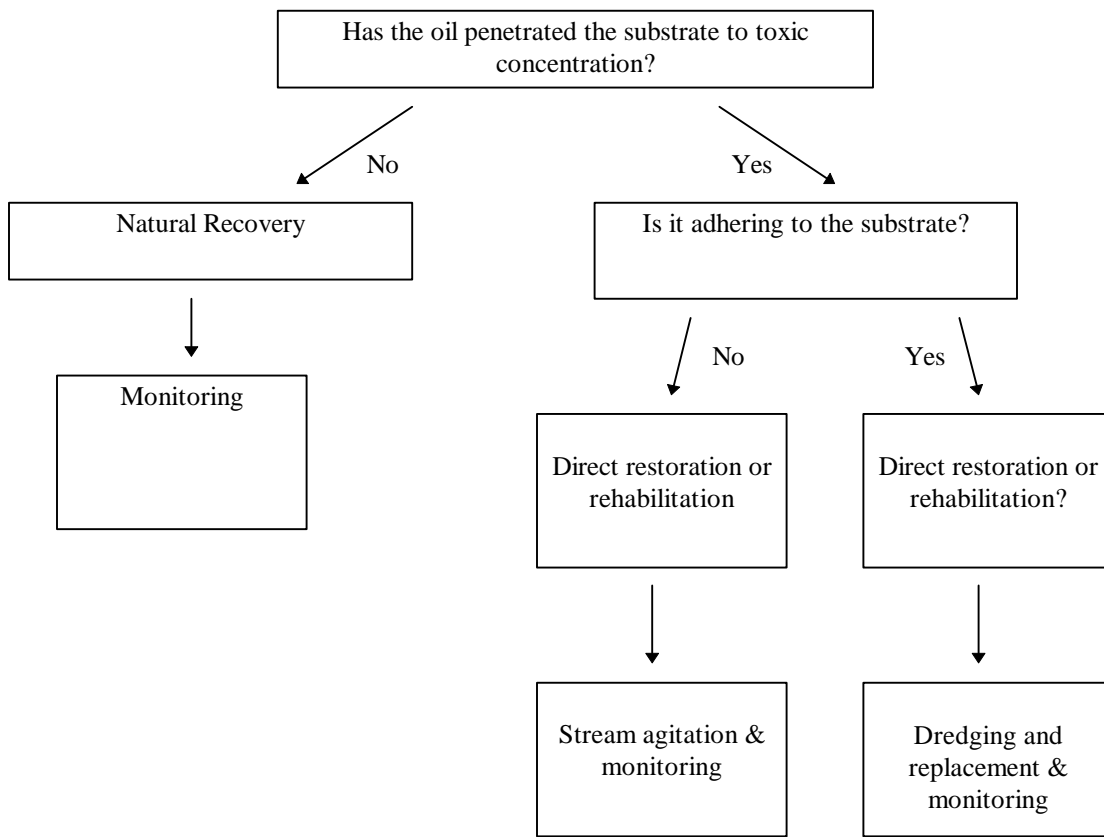 Has the oil penetrated the substrate to toxic
concentration?
No
Yes
Natural Recovery
Is it adhering to the substrate?
No
Yes
Monitoring
Direct restoration or
rehabilitation
Direct restoration or
rehabilitation?
Stream agitation &
monitoring
Dredging and
replacement &
monitoring